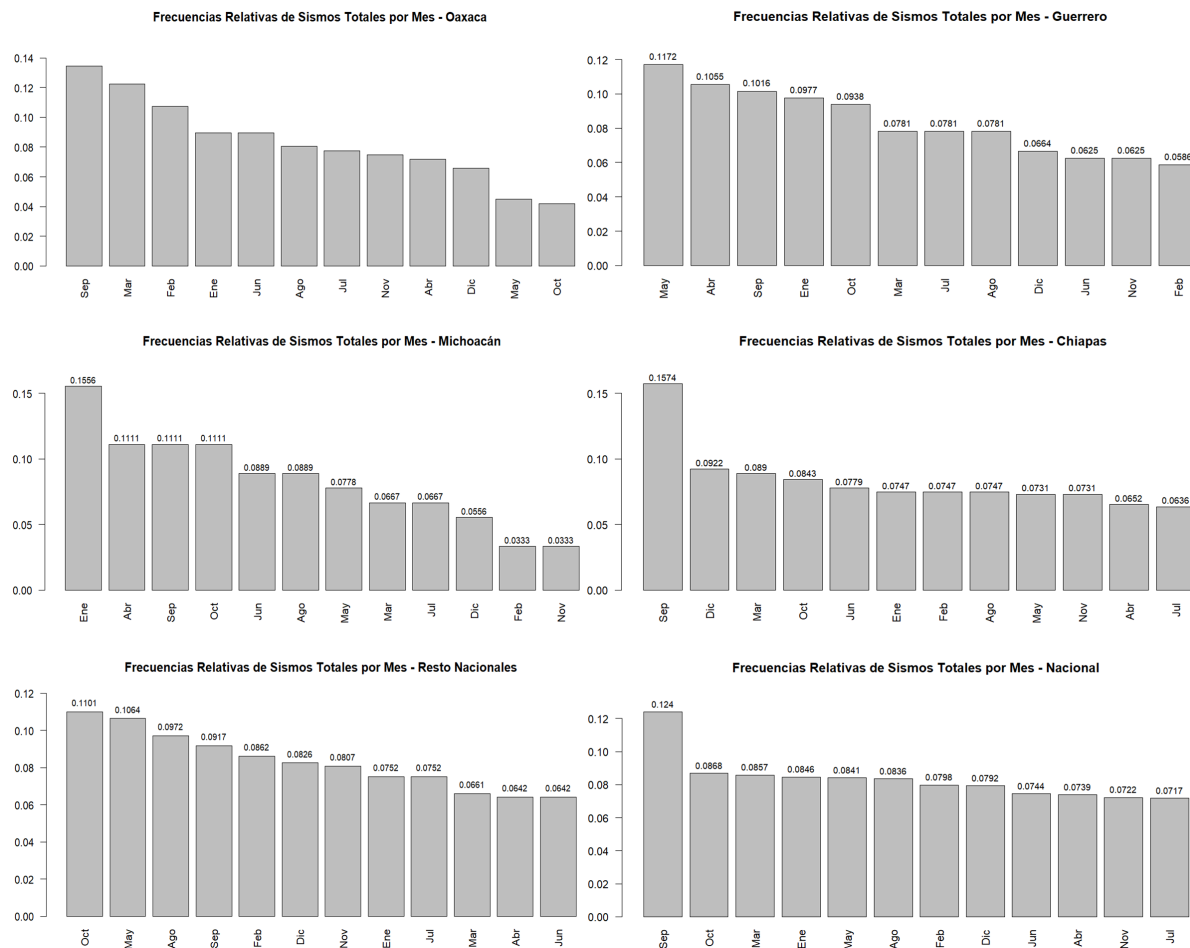 Frecuencias Relativas de Sismos Totales por Mes - Oaxaca
0.14
0.12
0.10
0.08
0.06
0.04
0.02
0.00
Sep Mar Feb Ene Jun Ago Jul Nov Abr Dic May Oct
Frecuencias Relativas de Sismos Totales por Mes - Guerrero
0.12
0.10
0.08
0.06
0.04
0.02
0.00
0.1172 0.1055 0.1016 0.0977 0.0938 0.0781 0.0781 0.0781 0.0664 0.0625 0.0625 0.0586
May Abr Sep Ene Oct Mar Jul Ago Dic Jun Nov Feb
Frecuencias Relativas de Sismos Totales por Mes - Michoacán
0.15
0.10
0.05
0.00
0.1556 0.1111 0.1111 0.1111 0.0889 0.0889 0.0778 0.0667 0.0667 0.0556 0.0333 0.0333
Ene Abr Sep Oct Jun Ago May Mar Jul Dic Feb Nov
Frecuencias Relativas de Sismos Totales por Mes - Chiapas
0.15
0.10
0.05
0.00
0.1574 0.0922 0.089 0.0843 0.0779 0.0747 0.0747 0.0747 0.0731 0.0731 0.0652 0.0636
Sep Dic Mar Oct Jun Ene Feb Ago May Nov Abr Jul
Frecuencias Relativas de Sismos Totales por Mes - Resto Nacionales
0.12
0.10
0.08
0.06
0.04
0.02
0.00
0.1101 0.1064 0.0972 0.0917 0.0862 0.0826 0.0807 0.0752 0.0752 0.0661 0.0642 0.0642
Oct May Ago Sep Feb Dic Nov Ene Jul Mar Abr Jun
Frecuencias Relativas de Sismos Totales por Mes - Nacional
0.12
0.10
0.08
0.06
0.04
0.02
0.00
0.124 0.0868 0.0857 0.0846 0.0841 0.0836 0.0798 0.0792 0.0744 0.0739 0.0722 0.0717
Sep Oct Mar Ene May Ago Feb Dic Jun Abr Nov Jul